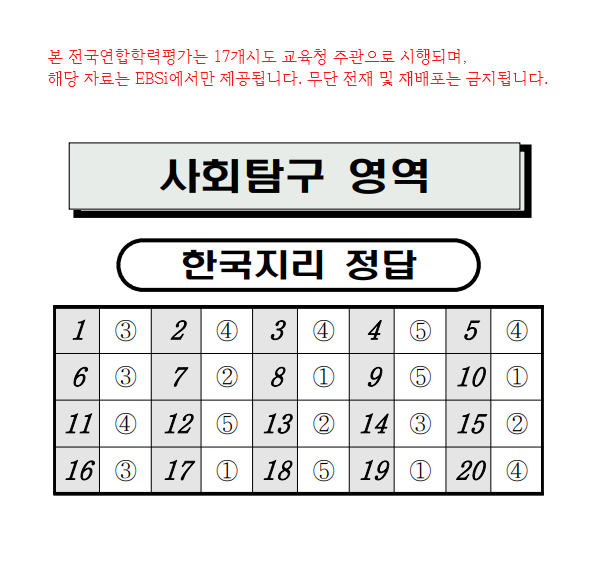 본 전국연합학력평가는 17개시도 교육청 주관으로 시행되며,
해당 자료는 EBSi에서만 제공됩니다. 무단 전재 및 재배포는 금지됩니다.
사회탐구 영역
한국지리 정답
1 ③ 2 ④ 3 ④ 4 ⑤ 5 ④
6 ③ 7 ② 8 ① 9 ⑤ 10 ①
11 ④ 12 ⑤ 13 ② 14 ③ 15 ②
16 ③ 17 ① 18 ⑤ 19 ① 20 ④